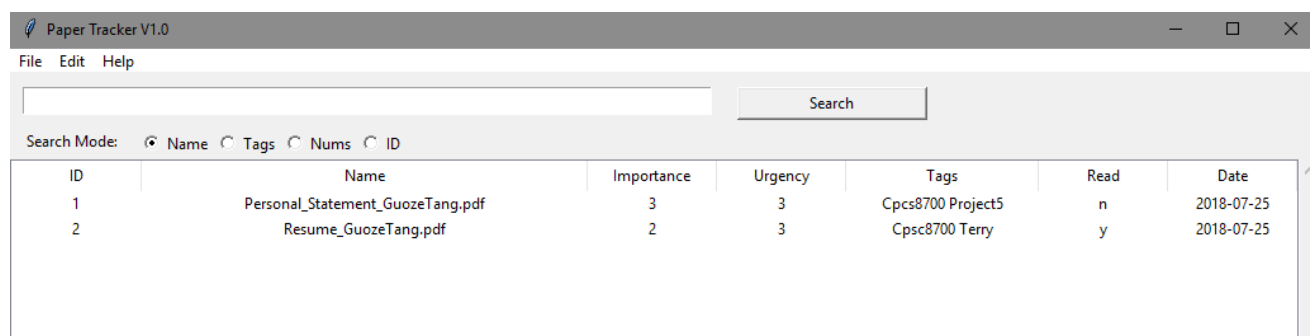 Paper Tracker V1.0
File Edit Help
Search
Search Mode: Name Tags Nums ID
ID Name Importance Urgency Tags Read Date
1 Personal_Statement_GuozeTang.pdf 3 3 Cpcs8700 Project5 n 2018-07-25
2 Resume_GuozeTang.pdf 2 3 Cpsc8700 Terry y 2018-07-25